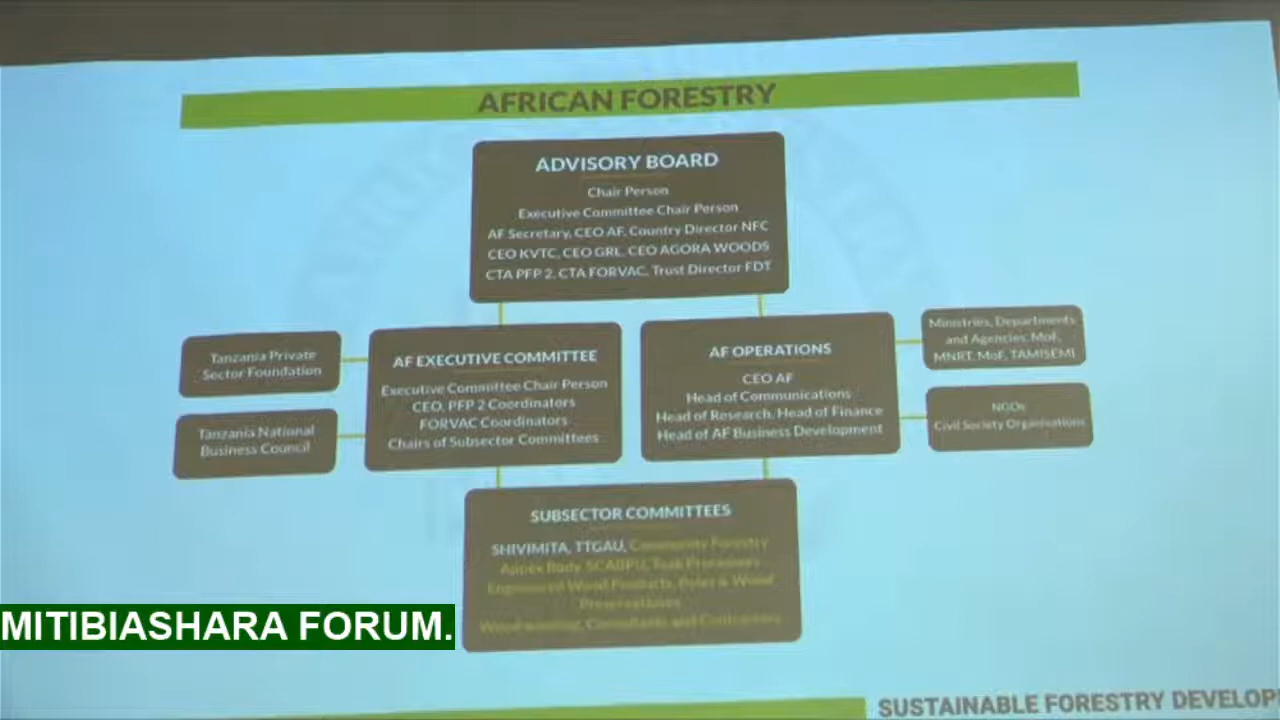 AFRICAN FORESTRY
ADVISORY BOARD
Chair Person
Executive Committee Chair Person
AF Secretary, CEO AF, Country Director NFC
CEO KVTC, CEO GRL, CEO AGORA WOODS
CTA PFP 2, CTA FORVAC, Trust Director FDT
Tanzania Private
Sector Foundation
Tanzania National
Business Council
AF EXECUTIVE COMMITTEE
Executive Committee Chair Person
CEO, PFP 2 Coordinators
FORVAC Coordinators
Chairs of Subsector Committees
AF OPERATIONS
CEO AF
Head of Communications
Head of Research, Head of Finance
Head of AF Business Development
Ministries, Departments
and Agencies, MoF,
MNRT, MoF, TAMISEMI
NGOs
Civil Society Organisations
SUBSECTOR COMMITTEES
SHIVIMITA, TTGAU, Community Forestry
Body,
Engineered Wood Products, Poles & Wood
Consultants and Contractors
MITIBIASHARA FORUM.
SUSTAINABLE FORESTRY DEVELOP